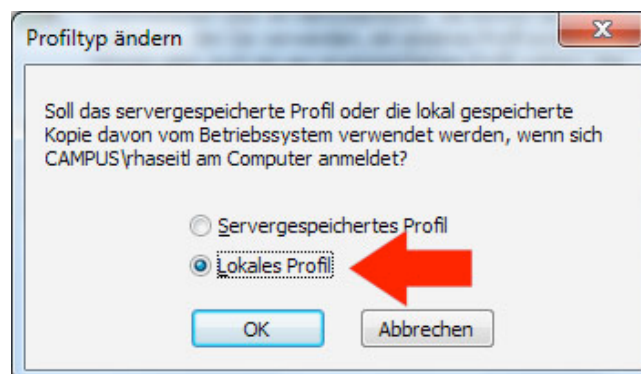 Profiltyp ändern
Soll das servergespeicherte Profil oder die lokal gespeicherte
Kopie davon vom Betriebssystem verwendet werden, wenn sich
CAMPUS\rhaseitl am Computer anmeldet?
Servergespeichertes Profil
Lokales Profil
OK
Abbrechen